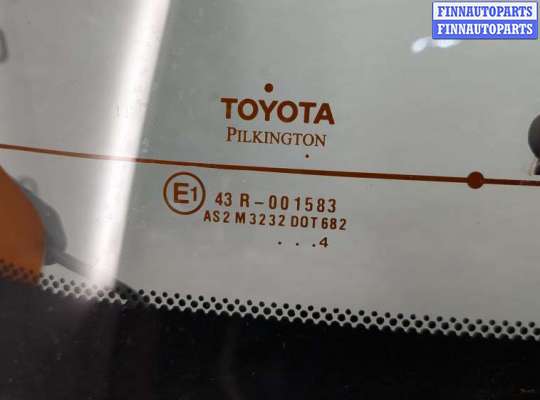 FINNAUTOPARTS
FINNAUTOPARTS
TOYOTA
PILKINGTON
E1 43 R-001583
AS2 M3232 DOT682
...4